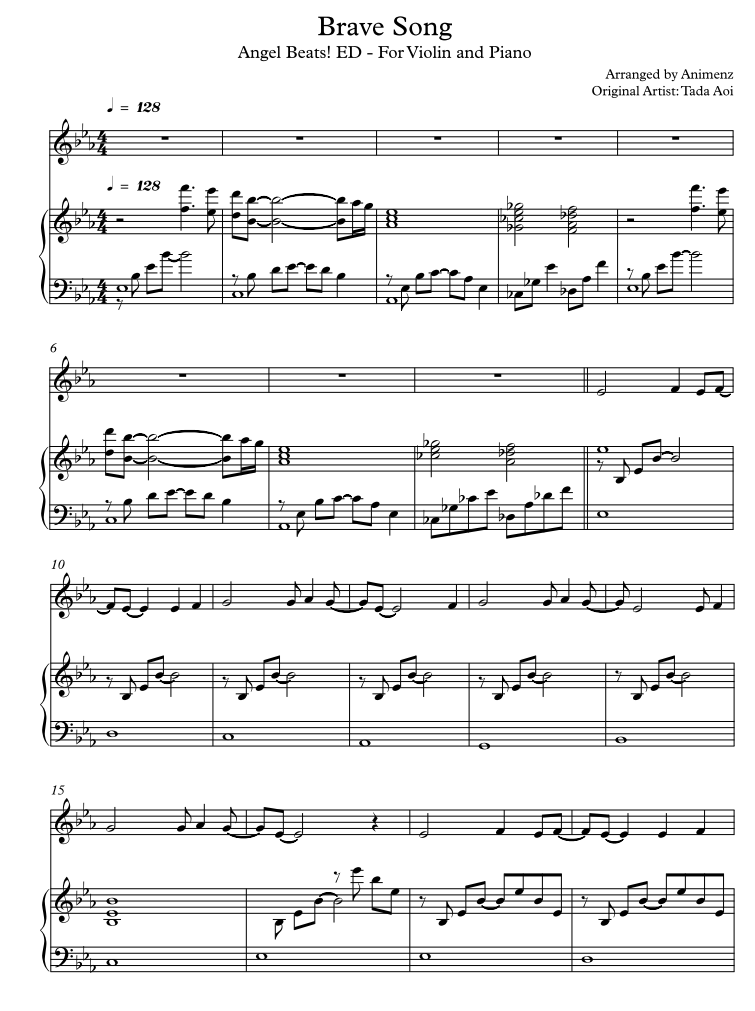 Brave Song
Angel Beats! ED - For Violin and Piano
Arranged by Animenz
Original Artist: Tada Aoi
♩ = 128
♩ = 128
6
10
15